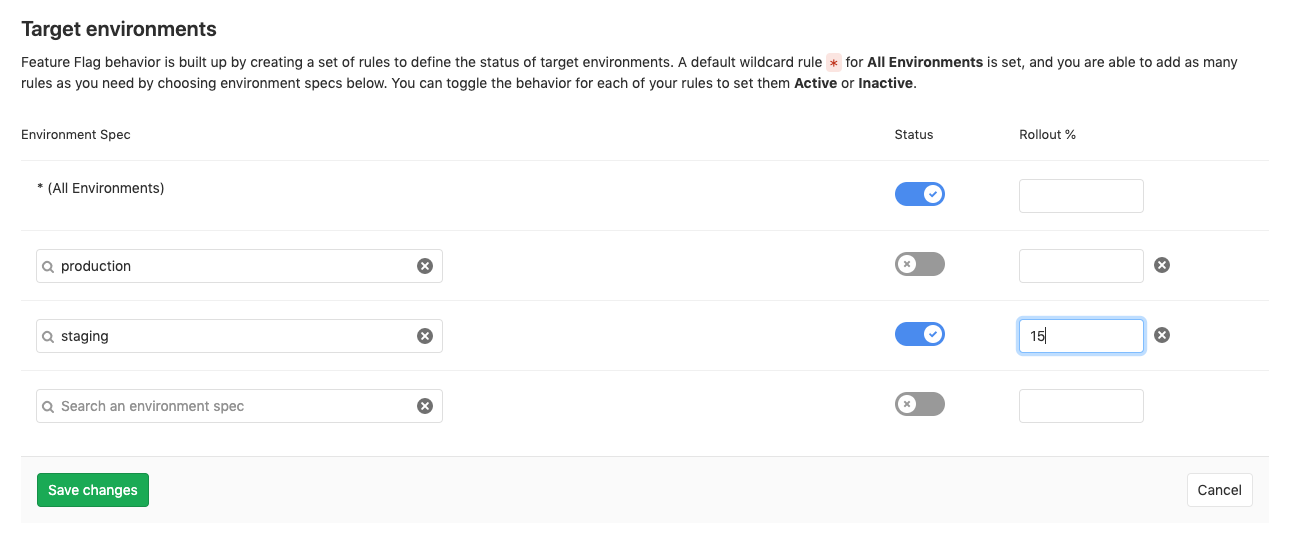 Target environments
Feature Flag behavior is built up by creating a set of rules to define the status of target environments. A default wildcard rule * for All Environments is set, and you are able to add as many
rules as you need by choosing environment specs below. You can toggle the behavior for each of your rules to set them Active or Inactive.
Environment Spec Status Rollout %
* (All Environments)
production
staging 15
Search an environment spec
Save changes Cancel